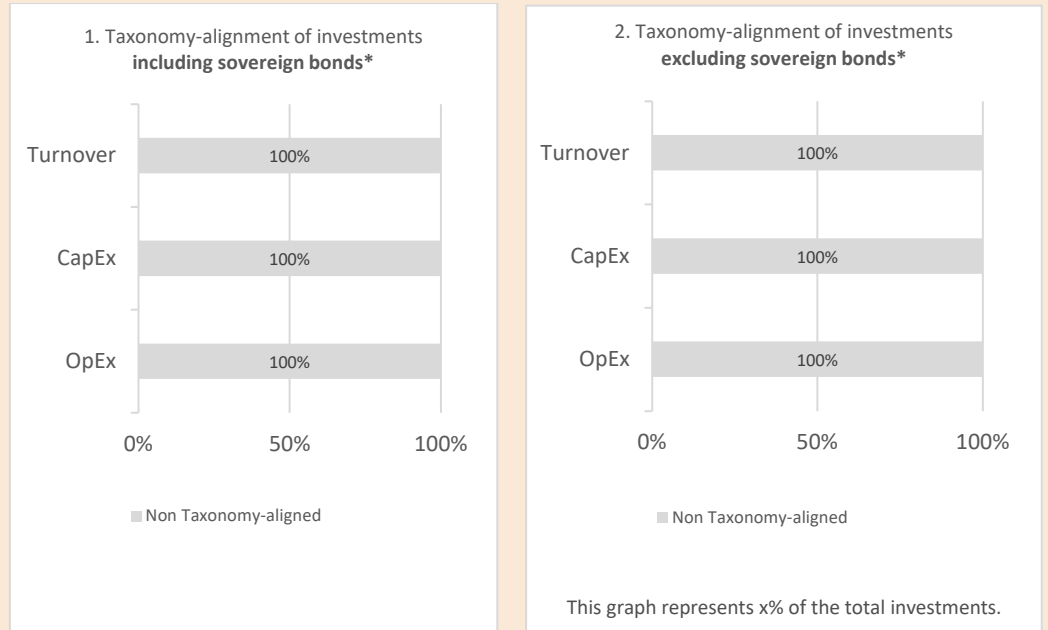 1. Taxonomy-alignment of investments
including sovereign bonds*
Turnover
100%
CapEx
100%
OpEx
100%
0%
50%
100%
Non Taxonomy-aligned
2. Taxonomy-alignment of investments
excluding sovereign bonds*
Turnover
100%
CapEx
100%
OpEx
100%
0%
50%
100%
Non Taxonomy-aligned
This graph represents x% of the total investments.